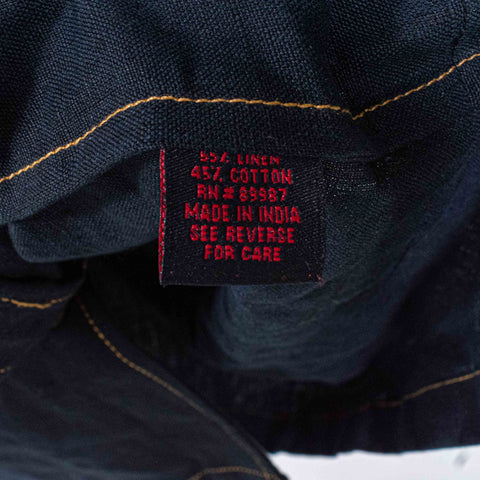 55% LINEN
45% COTTON
RN # 89987
MADE IN INDIA
SEE REVERSE
FOR CARE